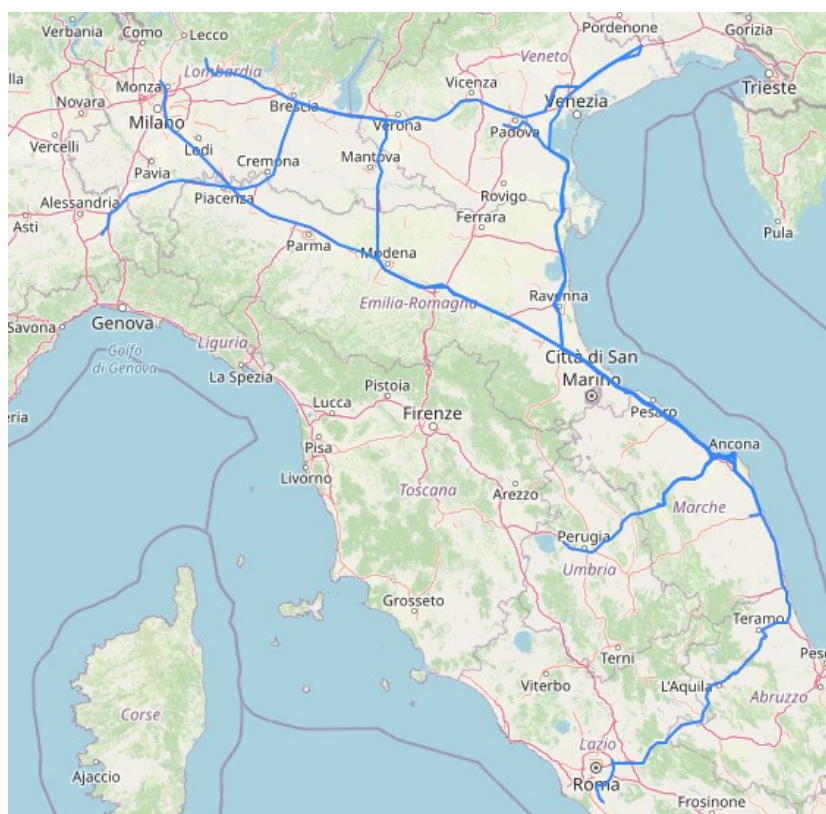 Verbania
Como
Lecco
Pordenone
Gorizia
lla
Monza
Lombardia
Veneto
Vicenza
Trieste
Novara
Milano
Brescia
Verona
Padova
Venezia
Vercelli
Lodi
Pavia
Cremona
Mantova
Rovigo
Alessandria
Piacenza
Ferrara
Asti
Parma
Modena
Pula
Emilia-Romagna
Ravenna
Savona
Genova
Liguria
Golfo
di Genova
La Spezia
Città di San
Marino
Pistoia
eria
Lucca
Firenze
Pesaro
Pisa
Ancona
Livorno
Toscana
Arezzo
Marche
Perugia
Umbria
Grosseto
Teramo
Terni
Pes
Viterbo
L'Aquila
Abruzzo
Corse
Lazio
Ajaccio
Roma
Frosinone